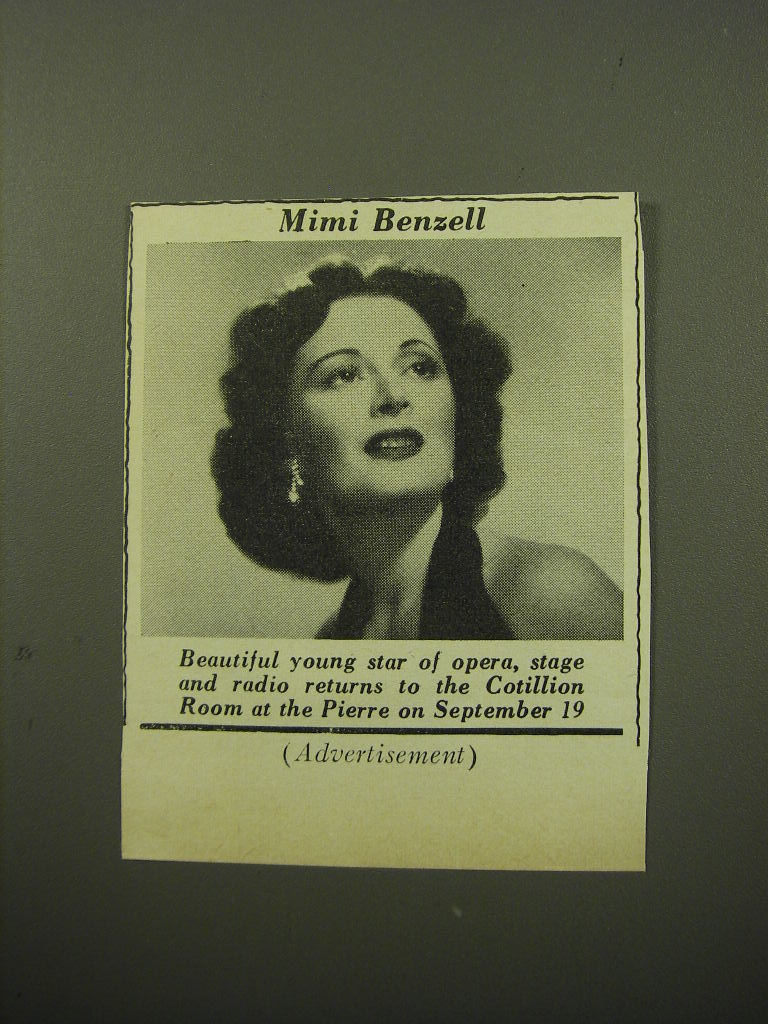 Mimi Benzell
Beautiful young star of opera, stage
and radio returns to the Cotillion
Room at the Pierre on September 19
(Advertisement)